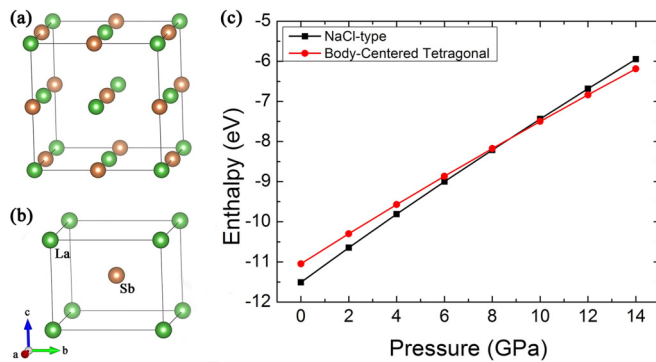 (a)
(b)
La
Sb
c
a
b
(c)
NaCl-type
Body-Centered Tetragonal
Enthalpy (eV)
-5
-6
-7
-8
-9
-10
-11
-12
0 2 4 6 8 10 12 14
Pressure (GPa)